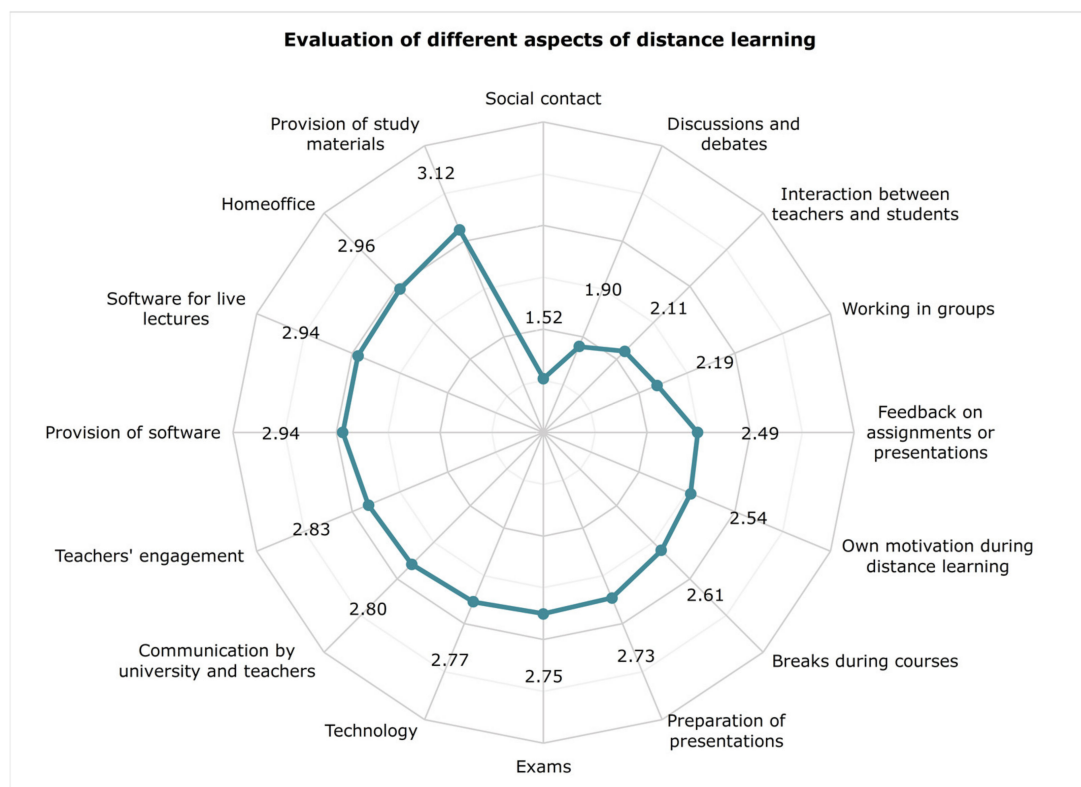 Evaluation of different aspects of distance learning
Social contact
1.52
Discussions and
debates
1.90
Interaction between
teachers and students
2.11
Working in groups
2.19
Feedback on
assignments or
presentations
2.49
Own motivation during
distance learning
2.54
Breaks during courses
2.61
Preparation of
presentations
2.73
Exams
2.75
Technology
2.77
Communication by
university and teachers
2.80
Teachers' engagement
2.83
Provision of software
2.94
Software for live
lectures
2.94
Homeoffice
2.96
Provision of study
materials
3.12